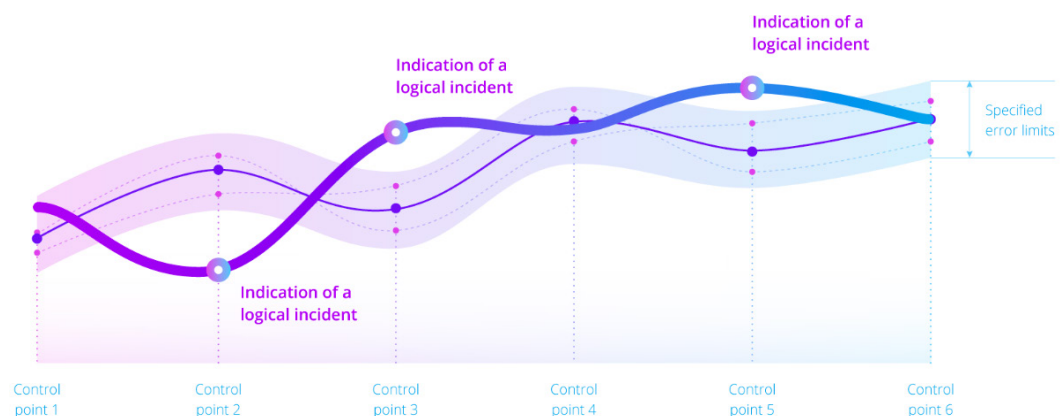 Indication of a
logical incident
Indication of a
logical incident
Specified
error limits
Indication of a
logical incident
Control
point 1
Control
point 2
Control
point 3
Control
point 4
Control
point 5
Control
point 6